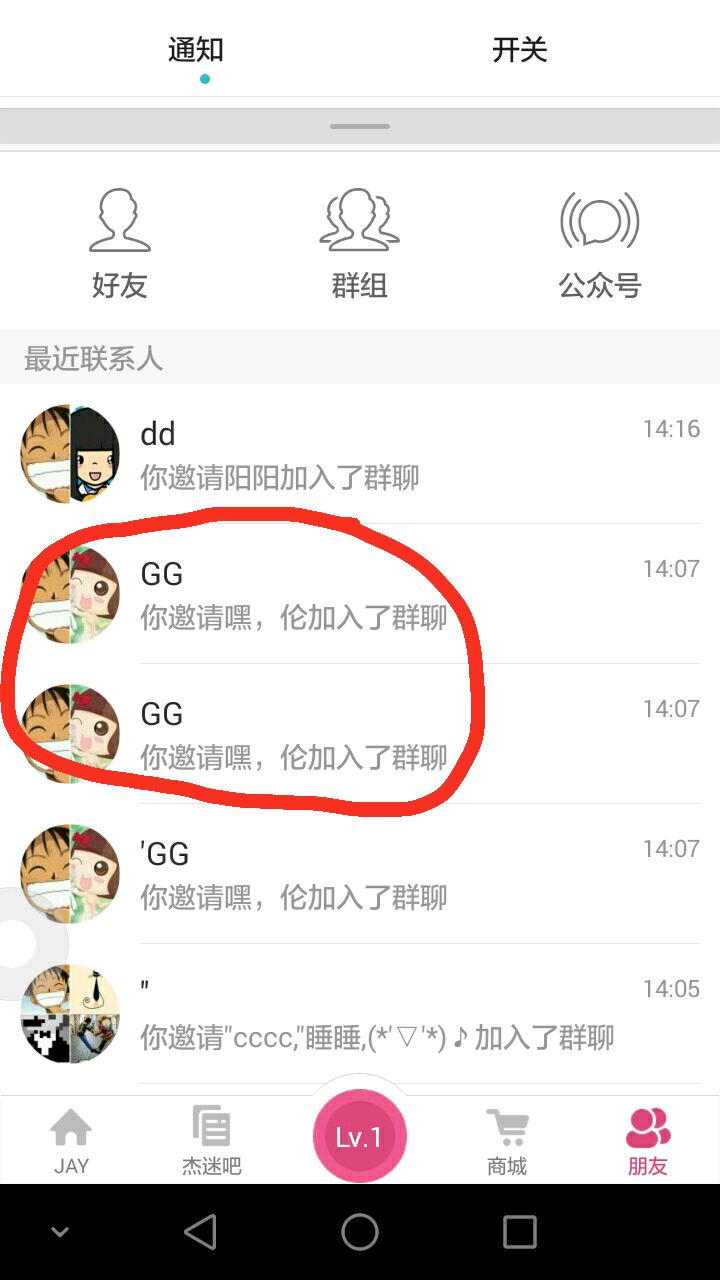 通知
开关
好友
群组
公众号
最近联系人
dd
14:16
你邀请阳阳加入了群聊
GG
14:07
你邀请嘿，伦加入了群聊
GG
14:07
你邀请嘿，伦加入了群聊
'GG
14:07
你邀请嘿，伦加入了群聊
"
14:05
你邀请"cccc,"睡睡,(*'▽'*)♪加入了群聊
JAY
杰迷吧
Lv.1
商城
朋友